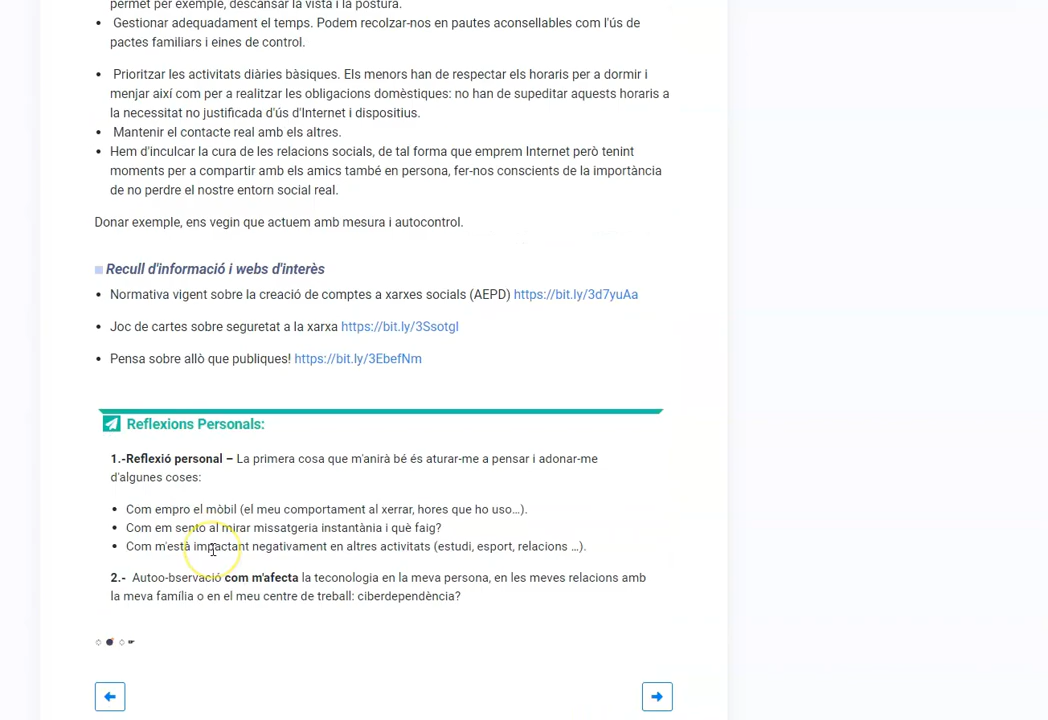 permet per exemple, descansar la vista i la postura.
Gestionar adequadament el temps. Podem recolzar-nos en pautes aconsellables com l'ús de
pactes familiars i eines de control.
Prioritzar les activitats diàries bàsiques. Els menors han de respectar els horaris per a dormir i
menjar així com per a realitzar les obligacions domèstiques: no han de supeditar aquests horaris a
la necessitat no justificada d'ús d'Internet i dispositius.
Mantenir el contacte real amb els altres.
Hem d'inculcar la cura de les relacions socials, de tal forma que emprem Internet però tenint
moments per a compartir amb els amics també en persona, fer-nos conscients de la importància
de no perdre el nostre entorn social real.
Donar exemple, ens vegin que actuem amb mesura i autocontrol.
Recull d'informació i webs d'interès
Normativa vigent sobre la creació de comptes a xarxes socials (AEPD) https://bit.ly/3d7yuAa
Joc de cartes sobre seguretat a la xarxa https://bit.ly/3SsotgI
Pensa sobre allò que publiques! https://bit.ly/3EbefNm
Reflexions Personals:
1.-Reflexió personal – La primera cosa que m'anirà bé és aturar-me a pensar i adonar-me
d'algunes coses:
Com empro el mòbil (el meu comportament al xerrar, hores que ho uso...).
Com em sento al mirar missatgeria instantània i què faig?
Com m'està impactant negativament en altres activitats (estudi, esport, relacions ...).
2.- Autoo-bservació com m'afecta la teconologia en la meva persona, en les meves relacions amb
la meva família o en el meu centre de treball: ciberdependència?